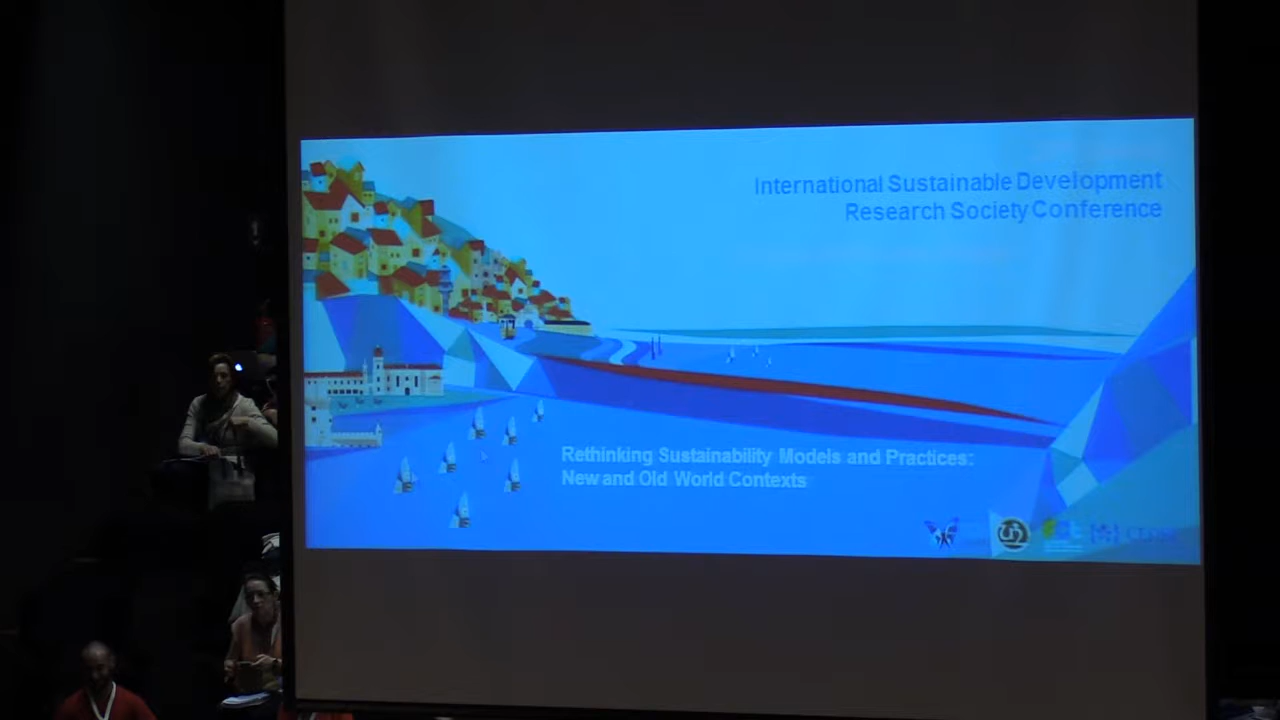 International Sustainable Development
Research Society Conference
Rethinking Sustainability Models and Practices:
New and Old World Contexts